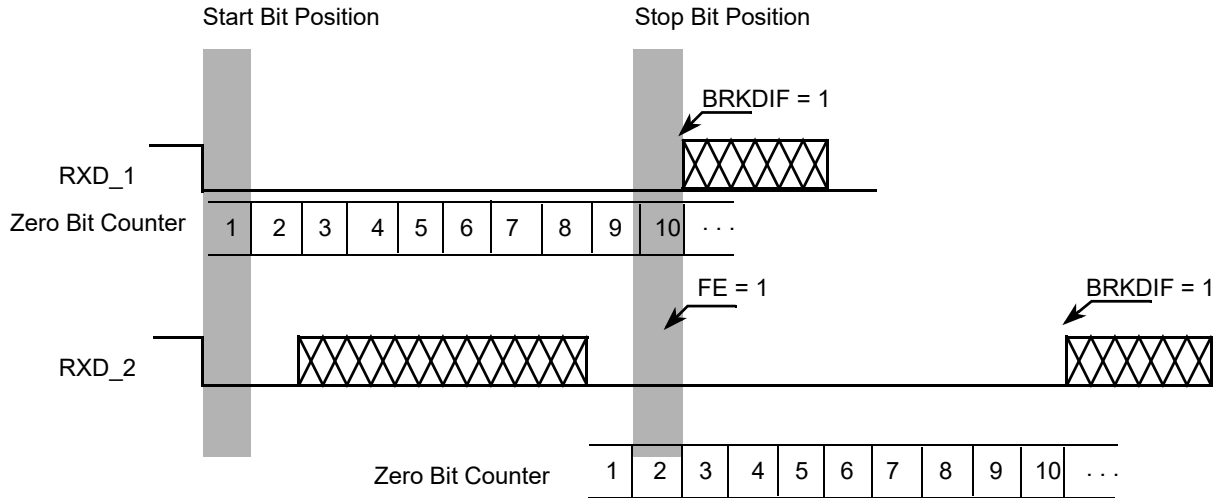 Start Bit Position Stop Bit Position
BRKDIF = 1
RXD_1
Zero Bit Counter 1 2 3 4 5 6 7 8 9 10 . . .
FE = 1 BRKDIF = 1
RXD_2
Zero Bit Counter 1 2 3 4 5 6 7 8 9 10 . . .